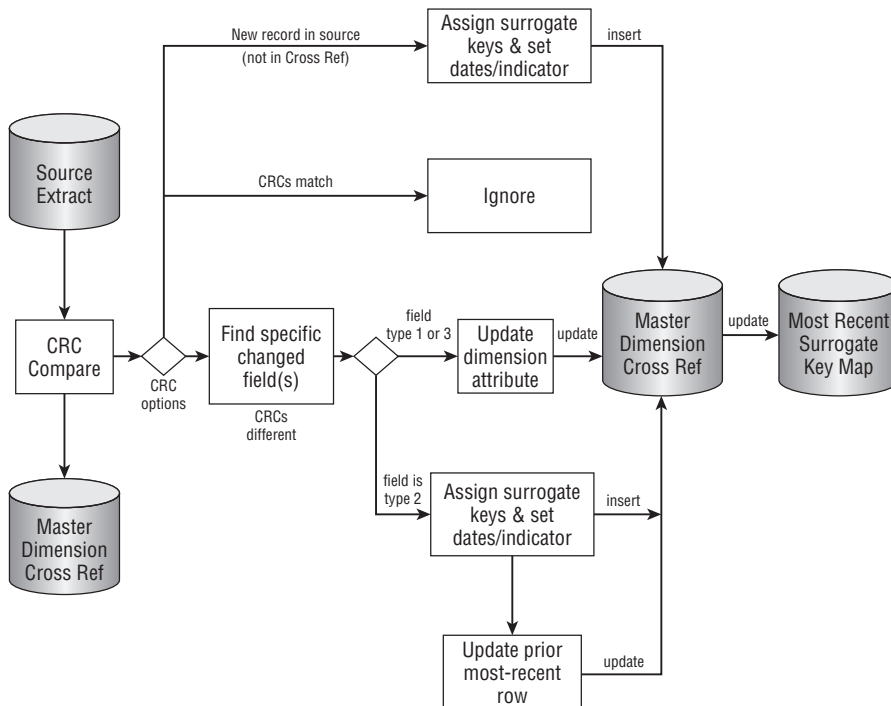 New record in source
(not in Cross Ref)
Assign surrogate
keys & set
dates/indicator
insert
Source
Extract
CRCs match
Ignore
CRC
Compare
CRC
options
Find specific
changed
field(s)
CRCs
different
field
type 1 or 3
Update
dimension
attribute
update
Master
Dimension
Cross Ref
update
Most Recent
Surrogate
Key Map
Master
Dimension
Cross Ref
field is
type 2
Assign surrogate
keys & set
dates/indicator
insert
Update prior
most-recent
row
update